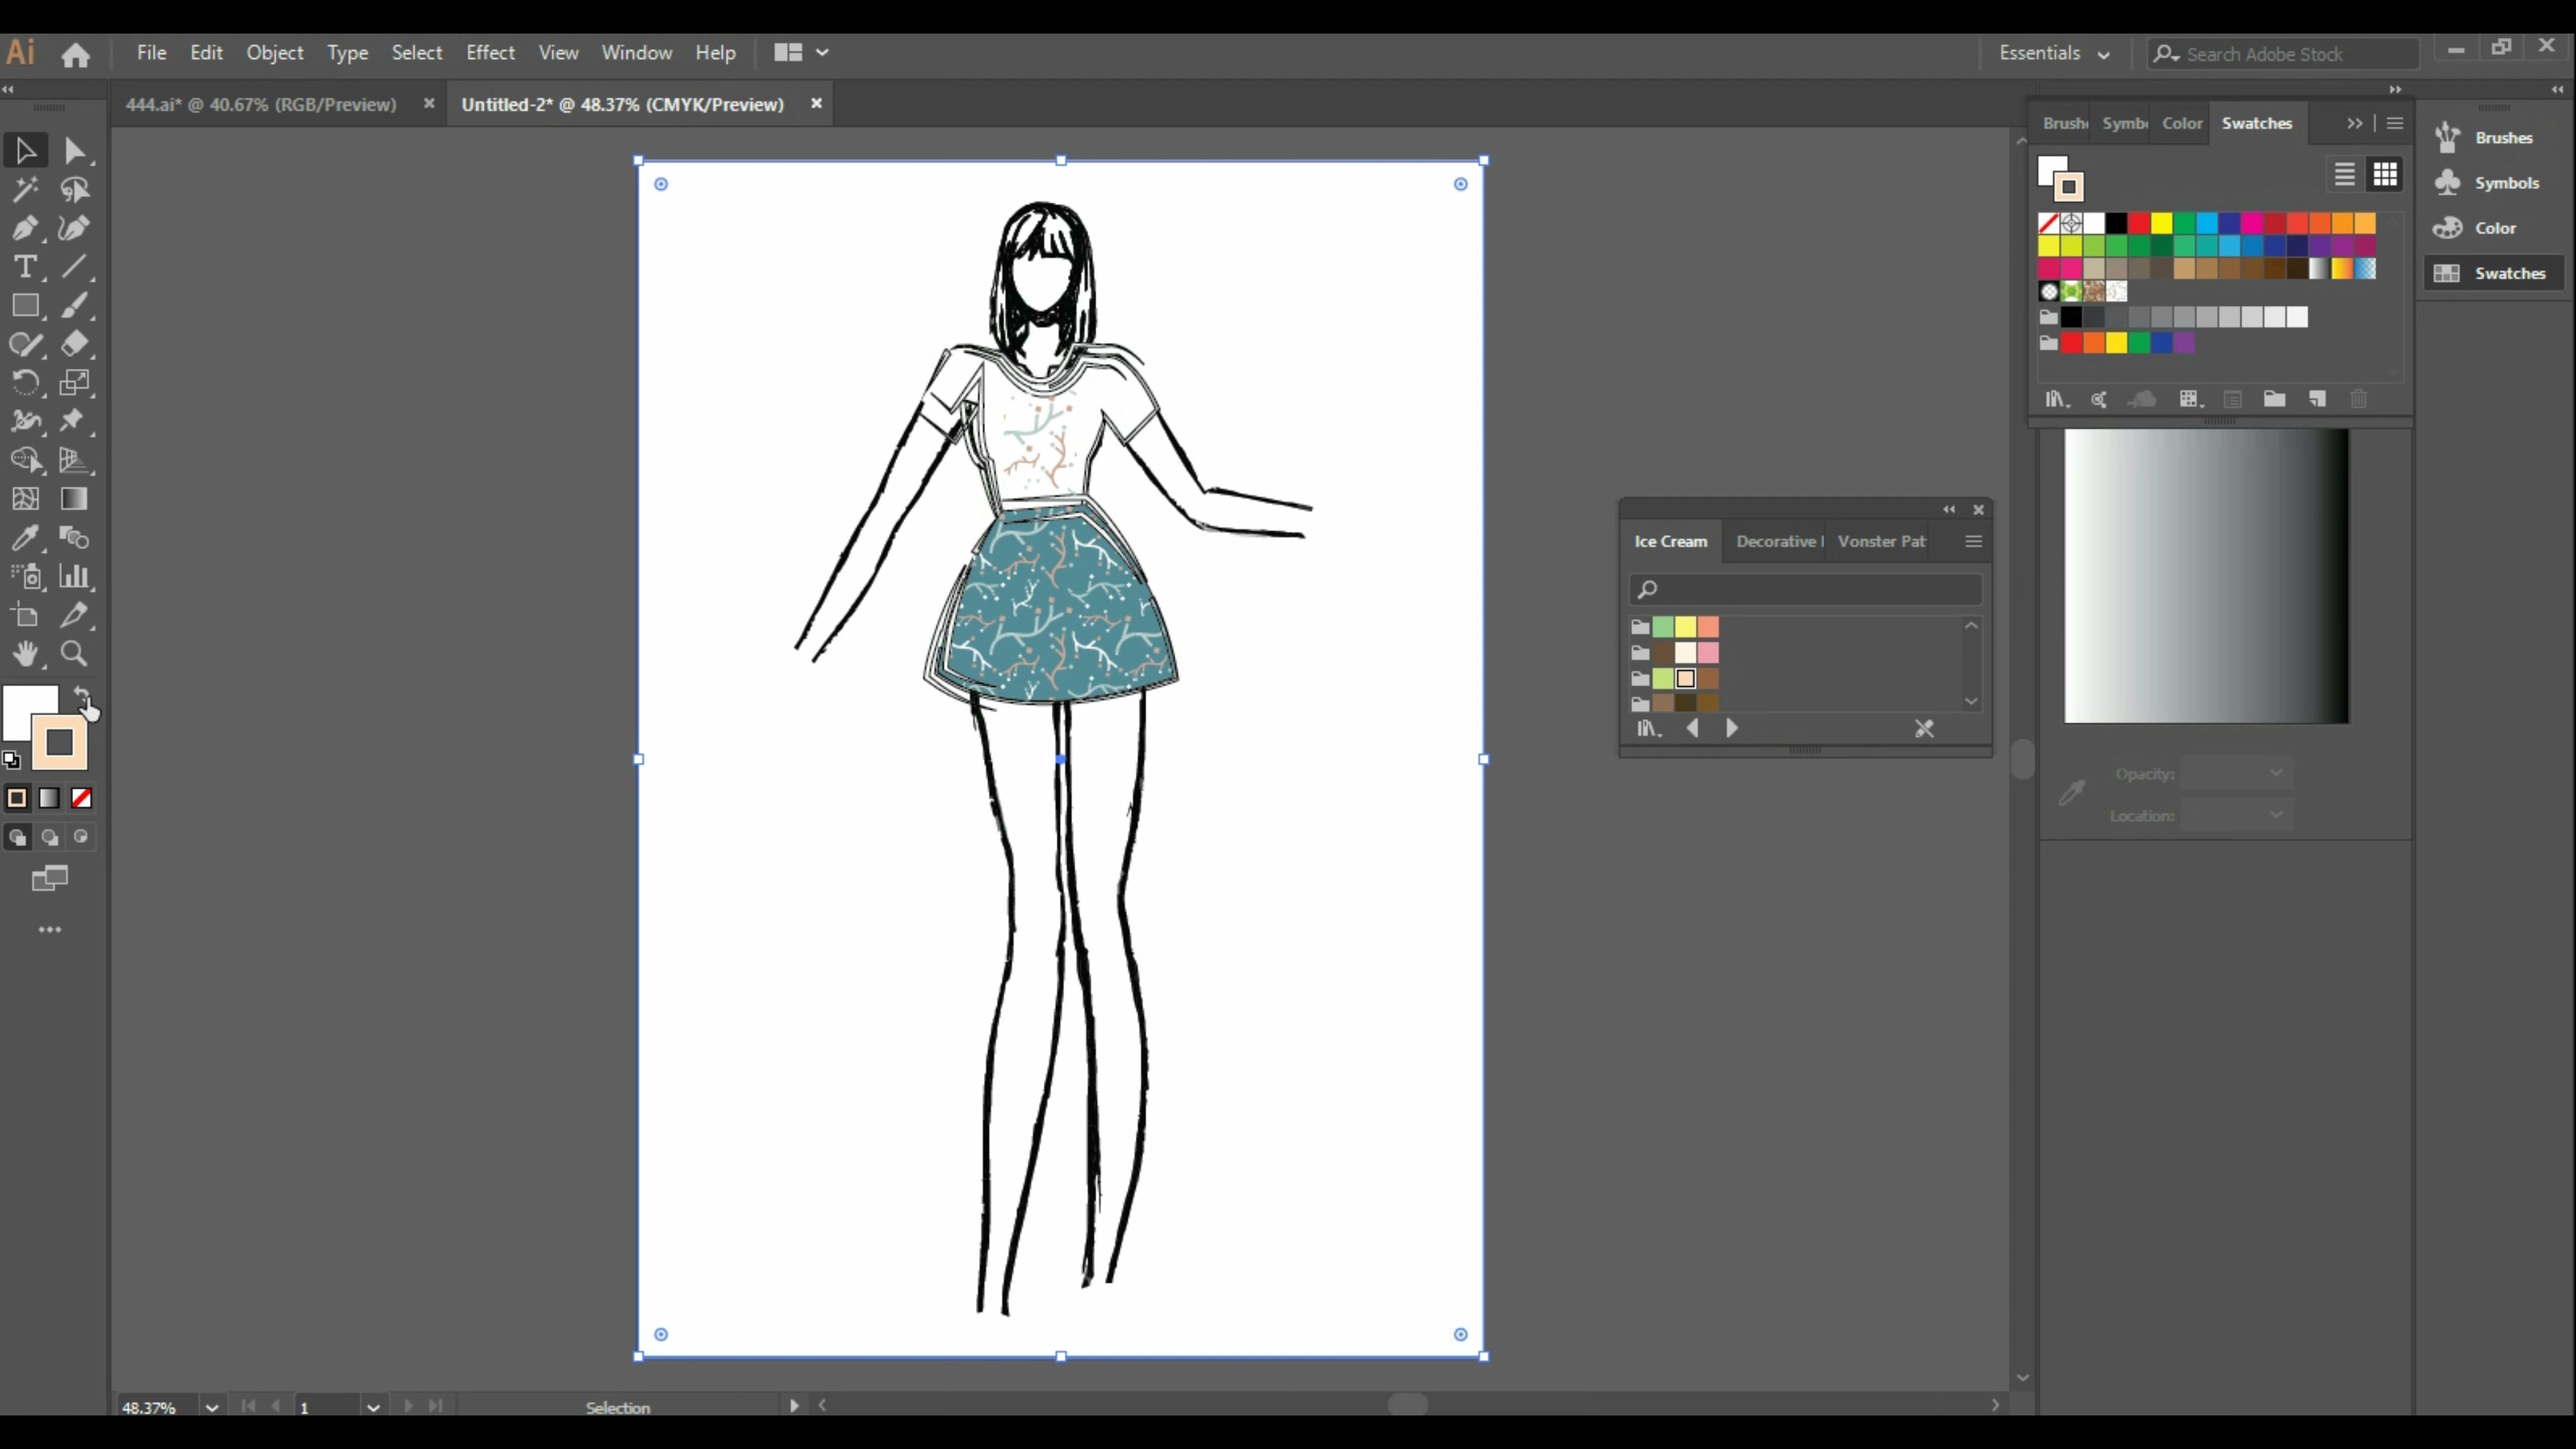 Ai File Edit Object Type Select Effect View Window Help Essentials Search Adobe Stock
444.ai* @ 40.67% (RGB/Preview) × Untitled-2* @ 48.37% (CMYK/Preview) ×
Brushe Symbo Color Swatches
Brushes
Symbols
Color
Swatches
Ice Cream Decorative Vonster Pat
Opacity:
Location:
48.37% 1 Selection